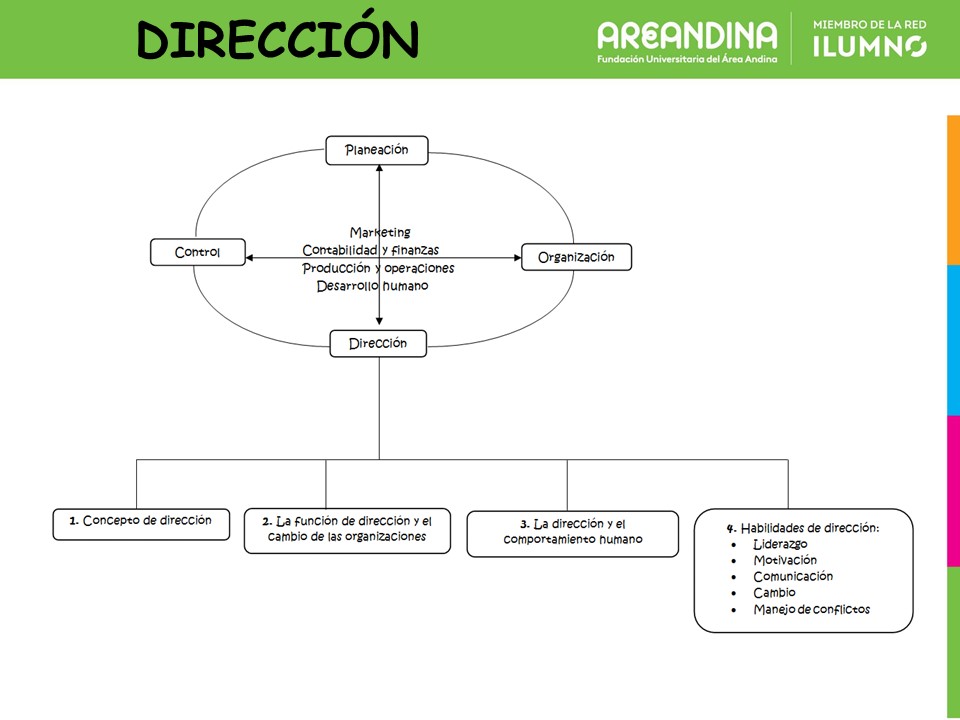 DIRECCIÓN
AREANDINA
Fundación Universitaria del Área Andina
MIEMBRO DE LA RED
ILUMNO
Planeación
Marketing
Contabilidad y finanzas
Producción y operaciones
Desarrollo humano
Control
Organización
Dirección
1. Concepto de dirección
2. La función de dirección y el
cambio de las organizaciones
3. La dirección y el
comportamiento humano
4. Habilidades de dirección:
• Liderazgo
• Motivación
• Comunicación
• Cambio
• Manejo de conflictos